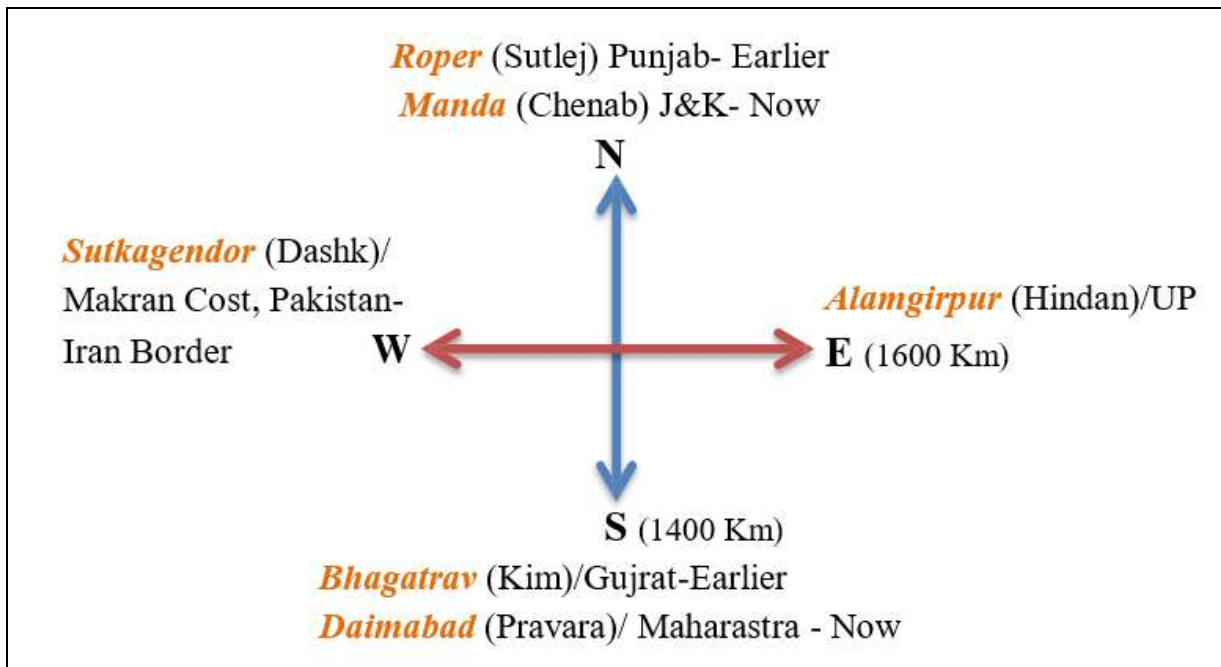 Roper (Sutlej) Punjab- Earlier
Manda (Chenab) J&K- Now
N
Sutkagendor (Dashk)/
Makran Cost, Pakistan-
Iran Border
W
Alamgirpur (Hindan)/UP
E (1600 Km)
S (1400 Km)
Bhagatrav (Kim)/Gujrat-Earlier
Daimabad (Pravara)/ Maharastra - Now